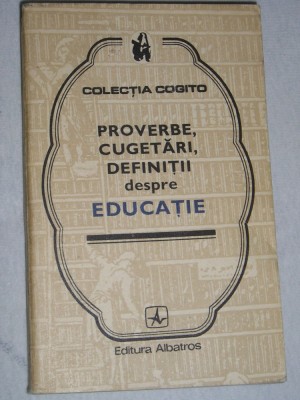 COLECȚIA COGITO
PROVERBE,
CUGETĂRI,
DEFINIȚII
despre
EDUCAȚIE
Editura Albatros